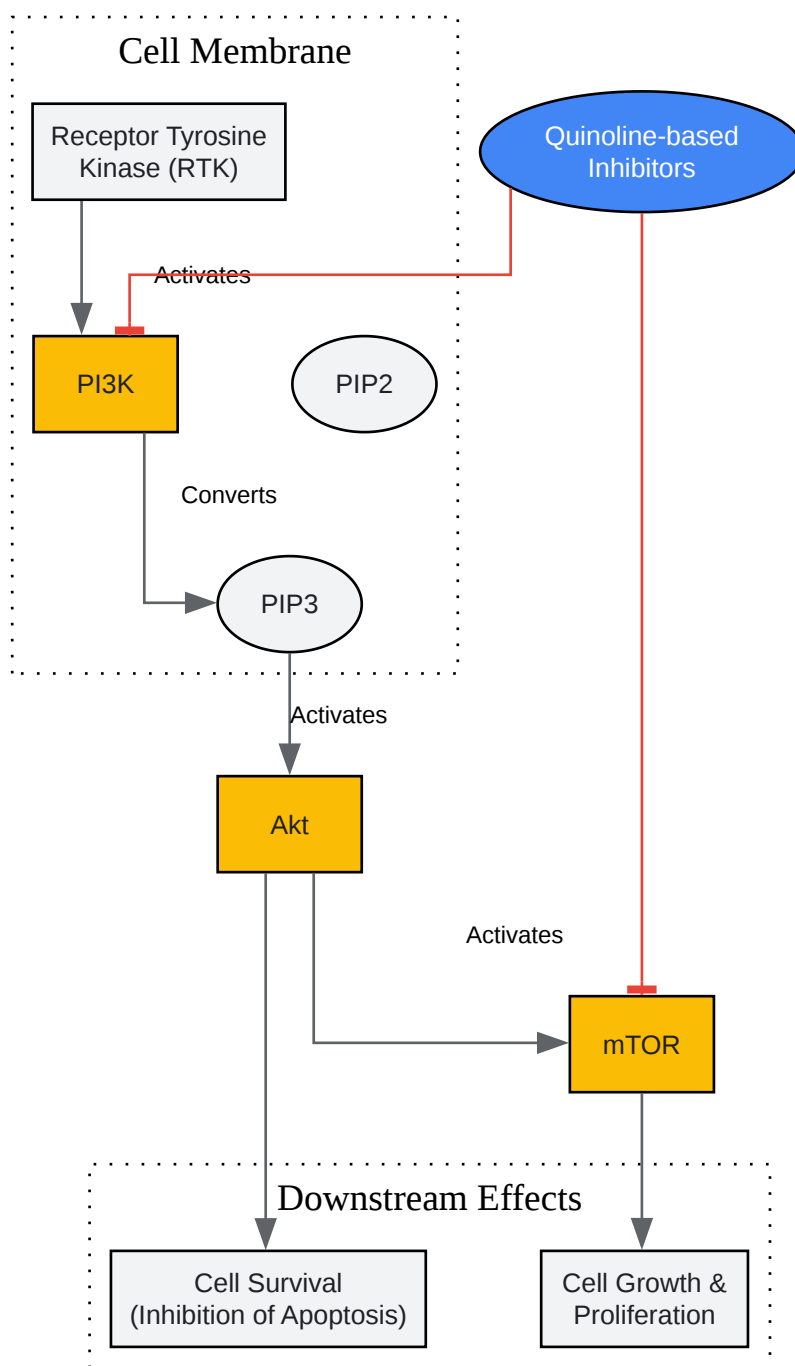 Cell Membrane
Receptor Tyrosine
Kinase (RTK)
Quinoline-based
Inhibitors
Activates
PI3K
PIP2
Converts
PIP3
Activates
Akt
Activates
mTOR
Downstream Effects
Cell Survival
(Inhibition of Apoptosis)
Cell Growth &
Proliferation